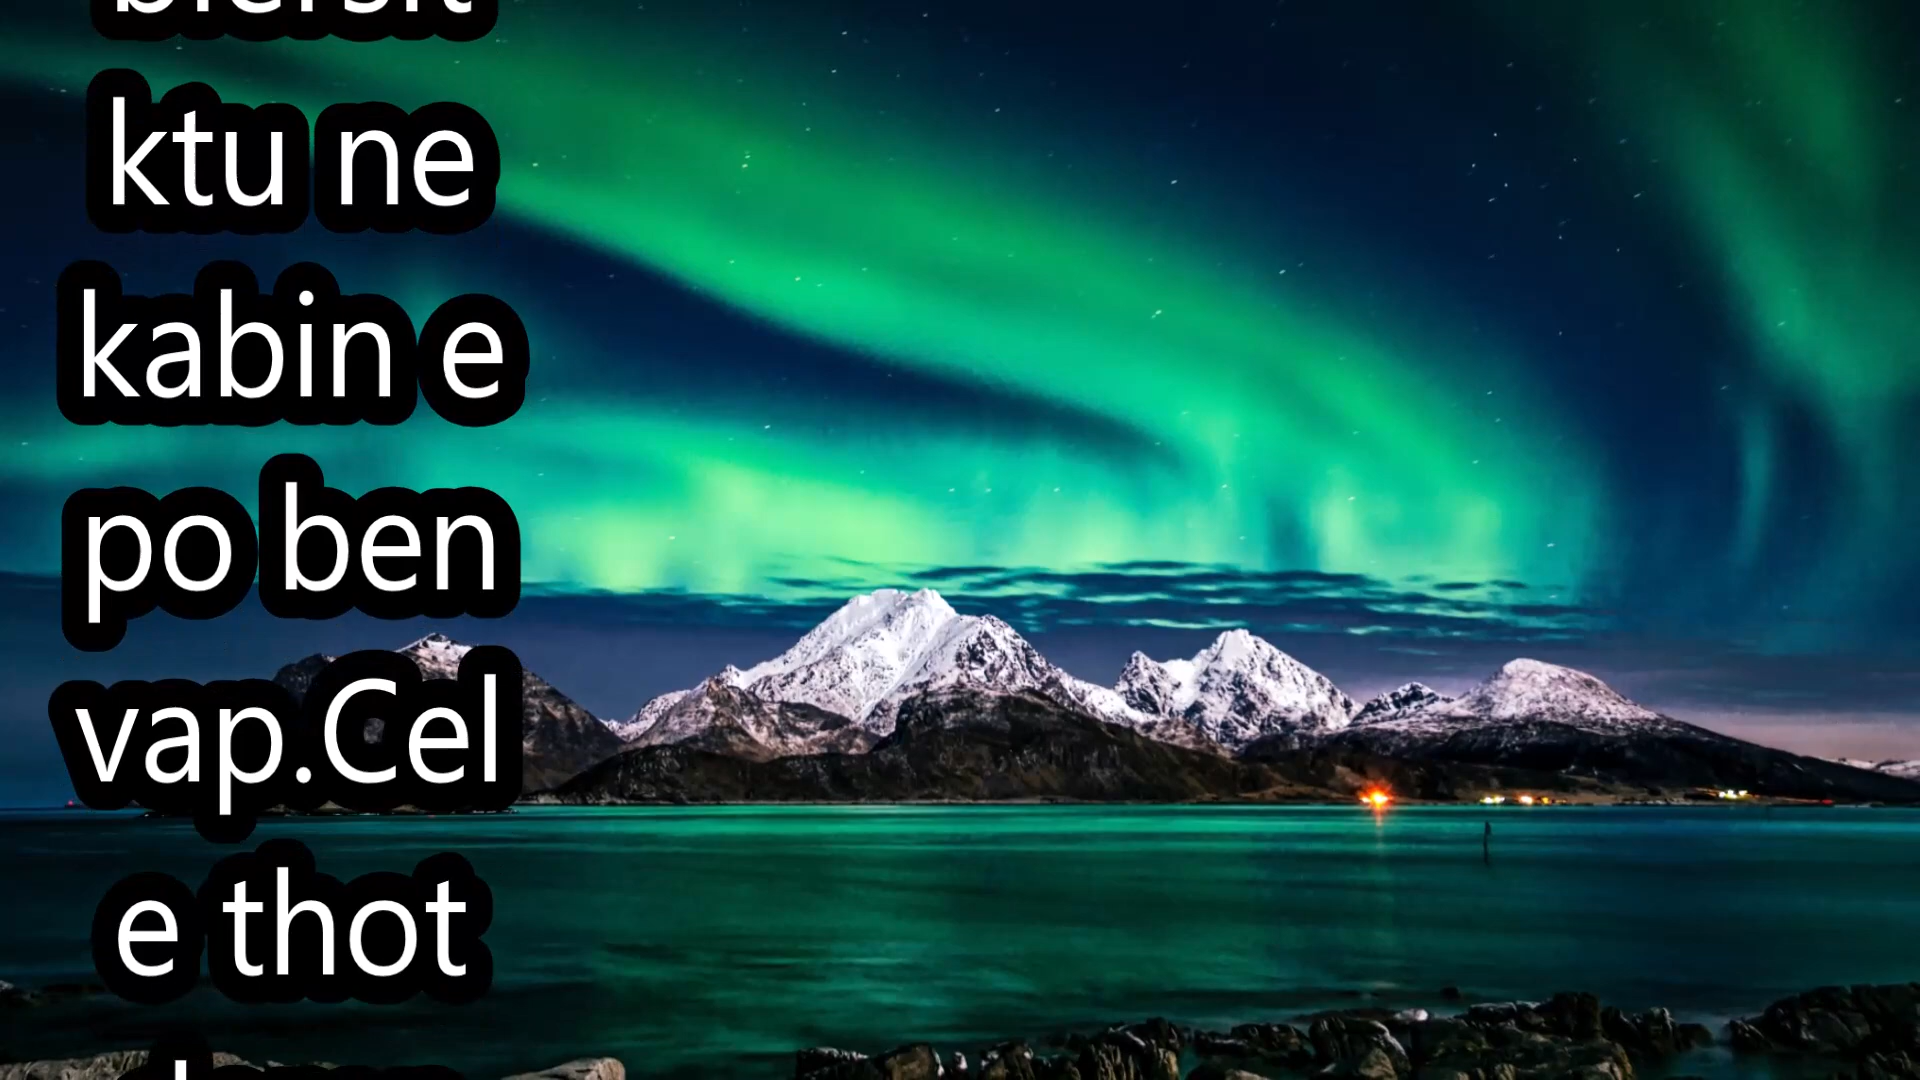 ktu ne
kabin e
po ben
vap.Cel
e thot